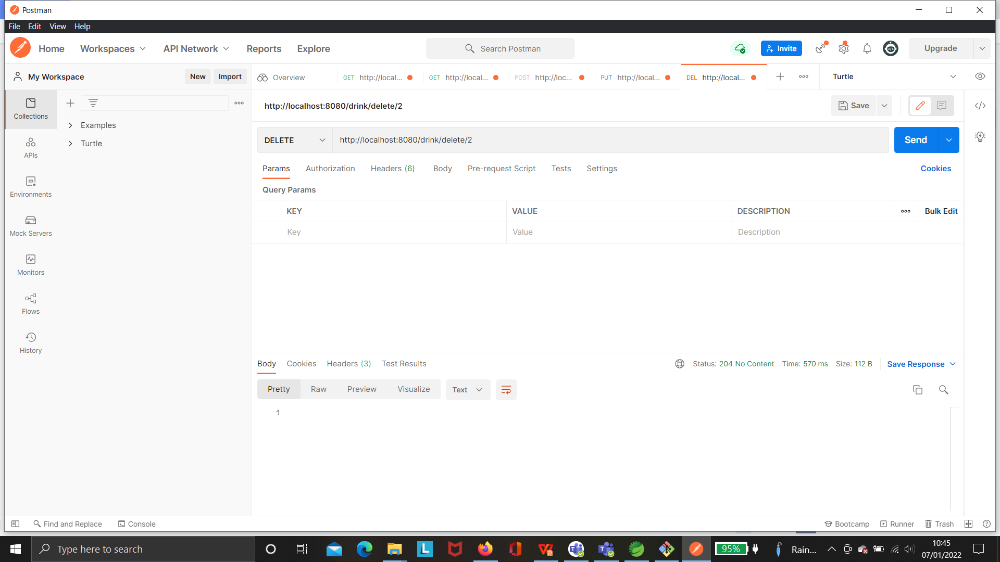 Postman
File Edit View Help
Home Workspaces API Network Reports Explore Search Postman Invite Upgrade
My Workspace New Import Overview GET http://local... GET http://local... POST http://loc... PUT http://local... DEL http://local... Turtle
Collections
APIs
Environments
Mock Servers
Monitors
Flows
History
Examples
Turtle
http://localhost:8080/drink/delete/2 Save
DELETE http://localhost:8080/drink/delete/2 Send
Params Authorization Headers (6) Body Pre-request Script Tests Settings Cookies
Query Params
KEY VALUE DESCRIPTION Bulk Edit
Key Value Description
Body Cookies Headers (3) Test Results Status: 204 No Content Time: 570 ms Size: 112 B Save Response
Pretty Raw Preview Visualize Text
1
Find and Replace Console Bootcamp Runner Trash
Type here to search 95% Rain... 10:45
07/01/2022